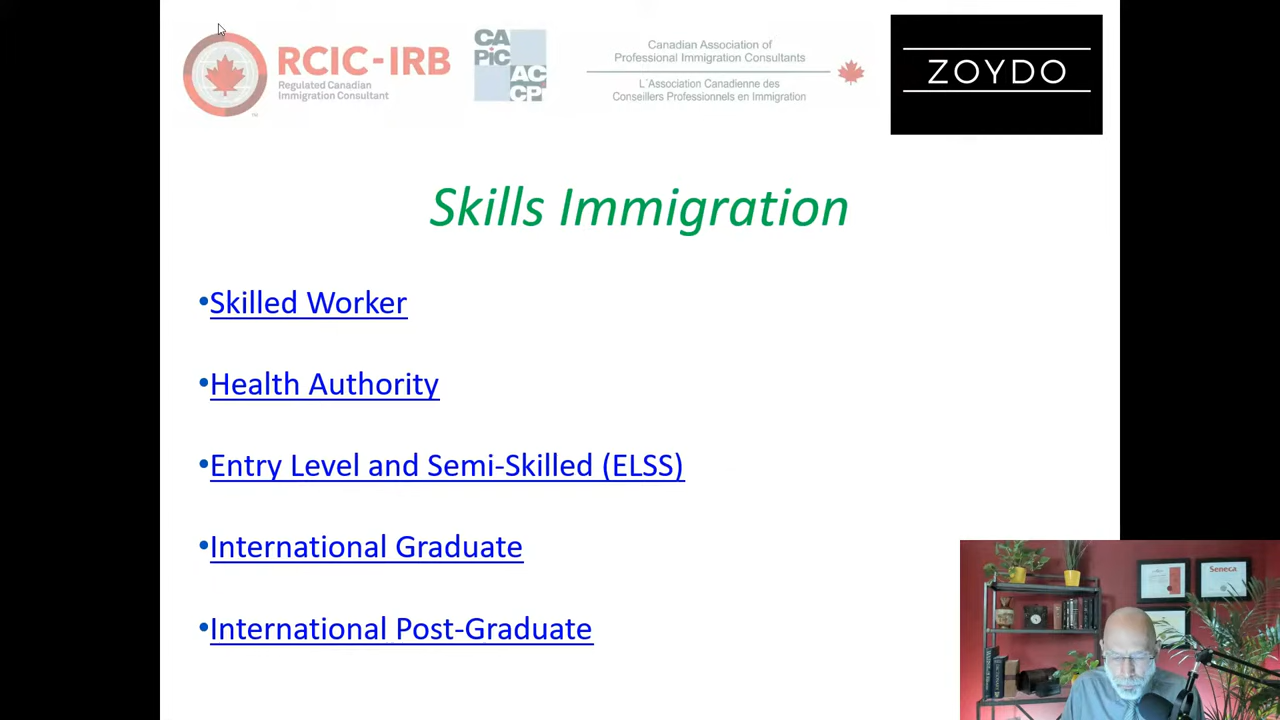 RCIC-IRB
Regulated Canadian
Immigration Consultant
CA
PiC
AC
CP
Canadian Association of
Professional Immigration Consultants
L'Association Canadienne des
Conseillers Professionnels en Immigration
ZOYDO
Skills Immigration
•Skilled Worker
•Health Authority
•Entry Level and Semi-Skilled (ELSS)
•International Graduate
•International Post-Graduate
Seneca